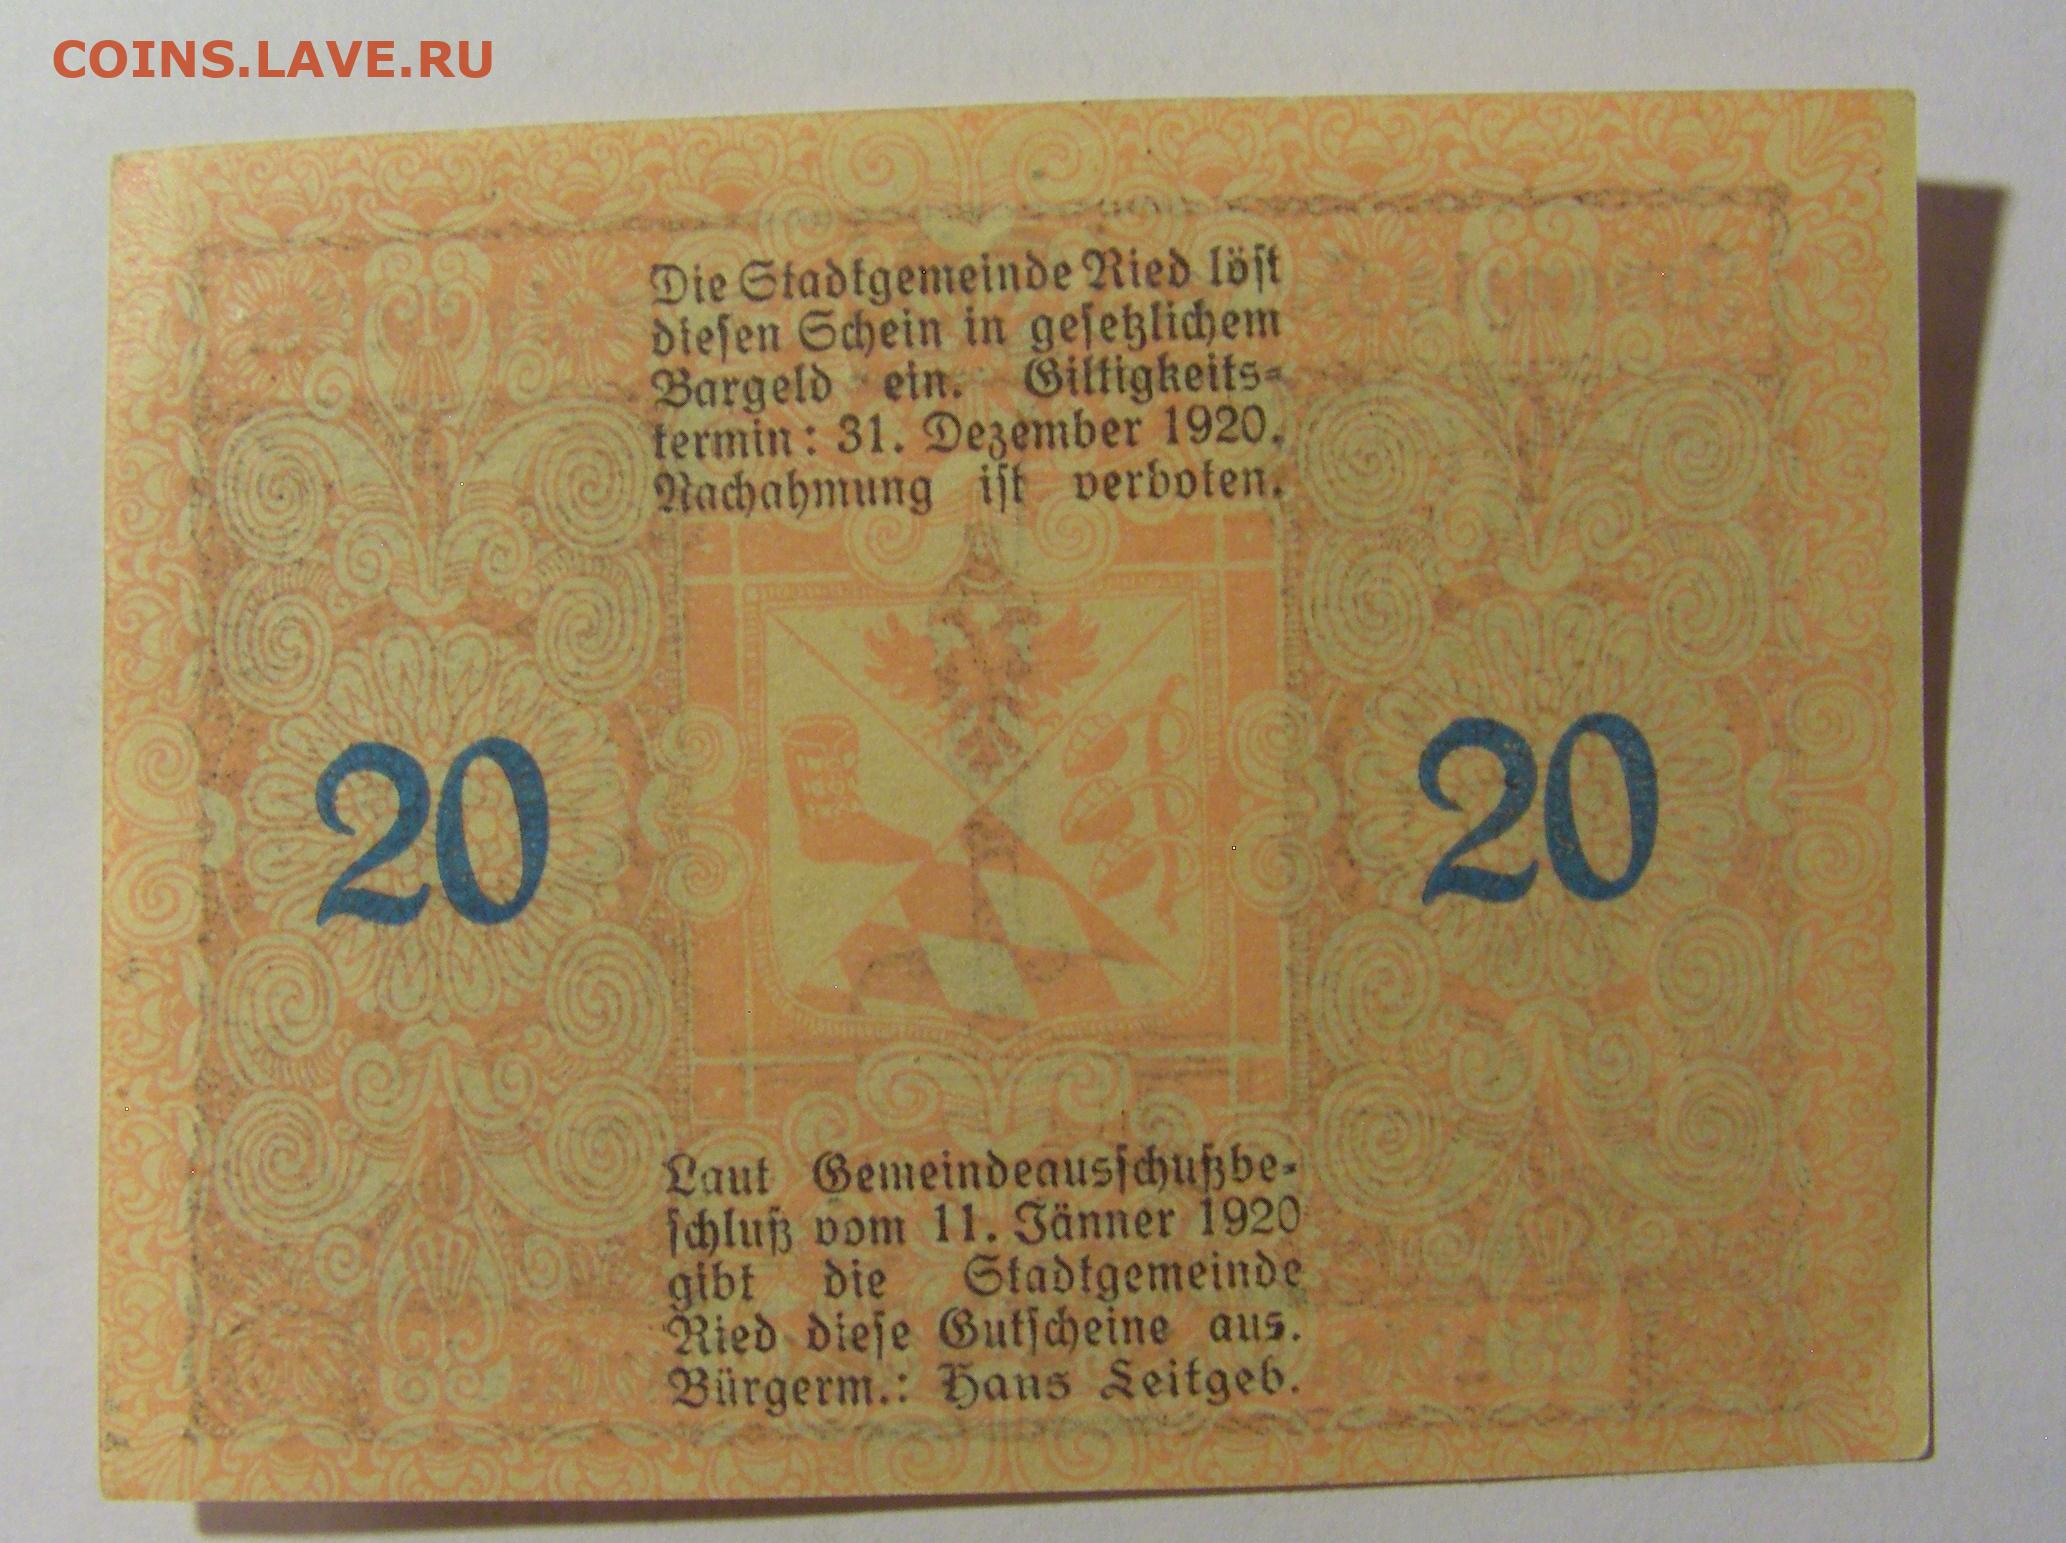 COINS.LAVE.RU
Die Stadtgemeinde Ried löst
diesen Schein in gesetzlichem
Bargeld ein. Giltigkeits-
termin: 31. Dezember 1920.
Nachahmung ist verboten.
20
20
Laut Gemeindeausschußbe-
schluß vom 11. Jänner 1920
gibt die Stadtgemeinde
Ried diese Gutscheine aus.
Bürgerm.: Hans Leitgeb.